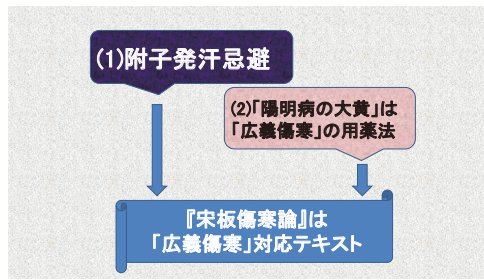 (1)附子発汗忌避
(2)｢陽明病の大黄｣は
｢広義傷寒｣の用薬法
『宋板傷寒論』は
｢広義傷寒｣対応テキスト